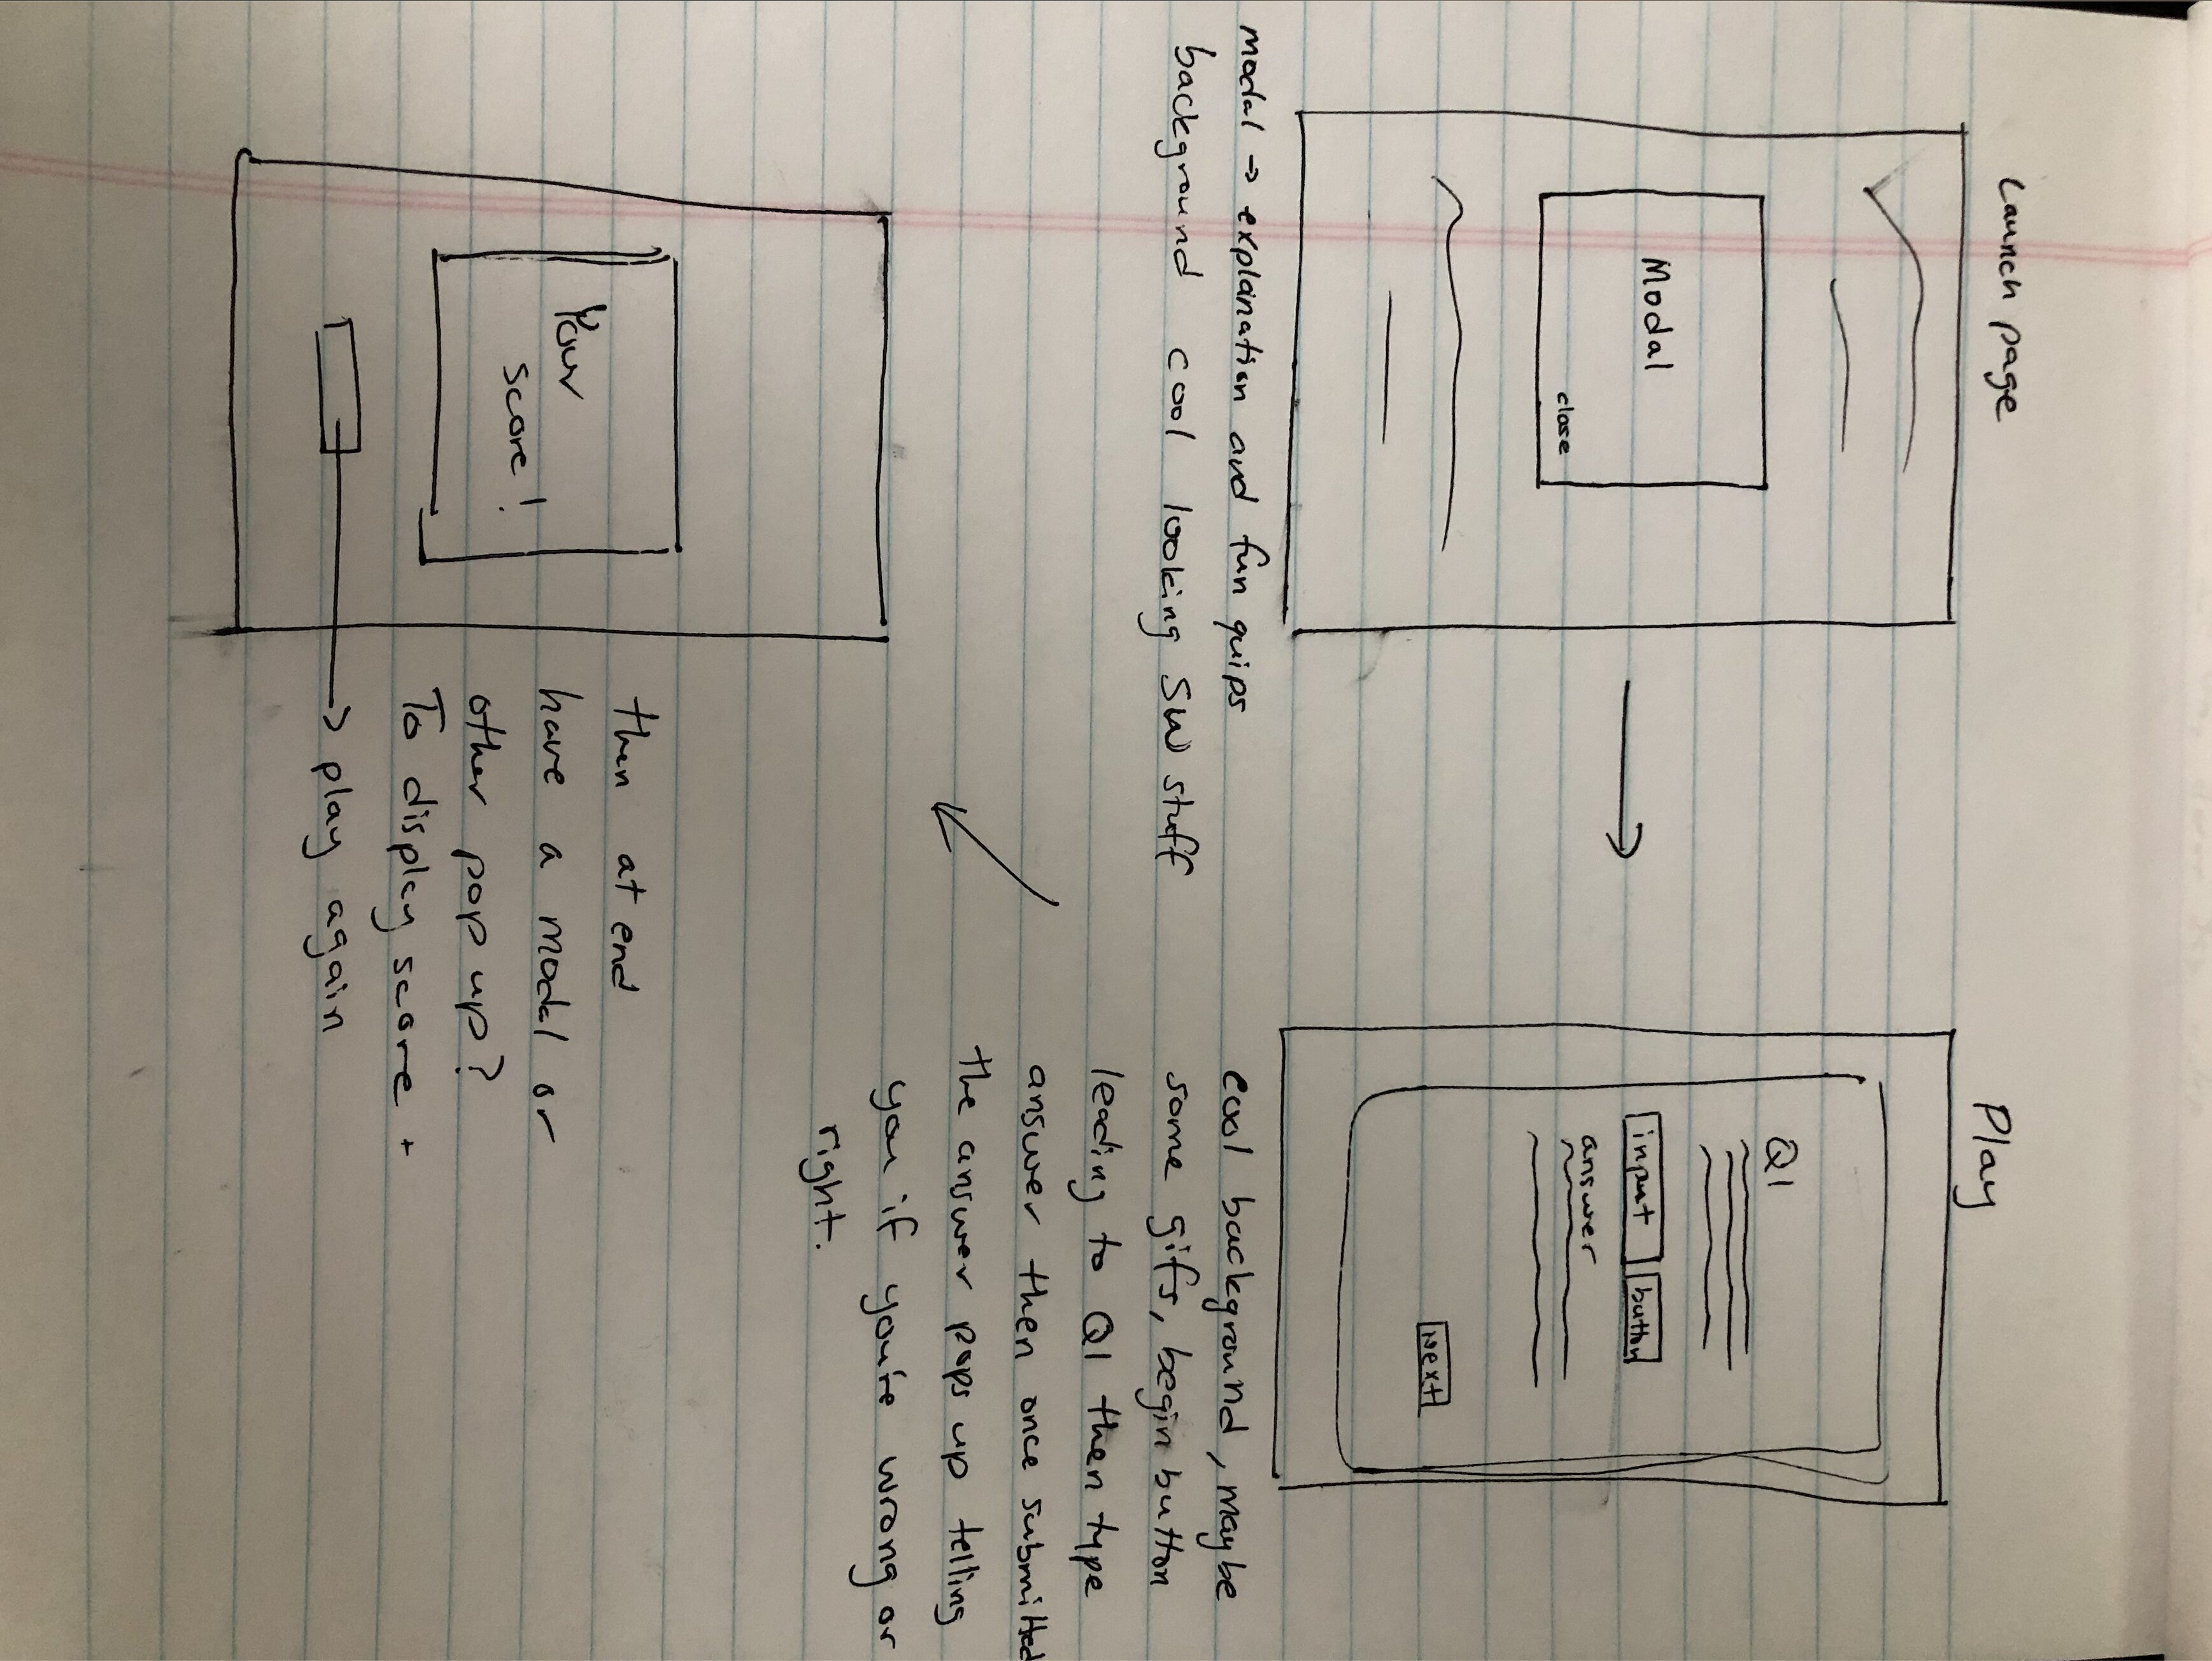 Launch page
Modal
close
modal → explanation and fun quips
background cool looking SW stuff
Play
Q1
input button
answer
Next
cool background, maybe
some gifs, begin button
leading to Q1 then type
answer then once submitted
the answer pops up telling
you if you're wrong or
right.
Your
score!
then at end
have a modal or
other pop up?
To display score +
play again